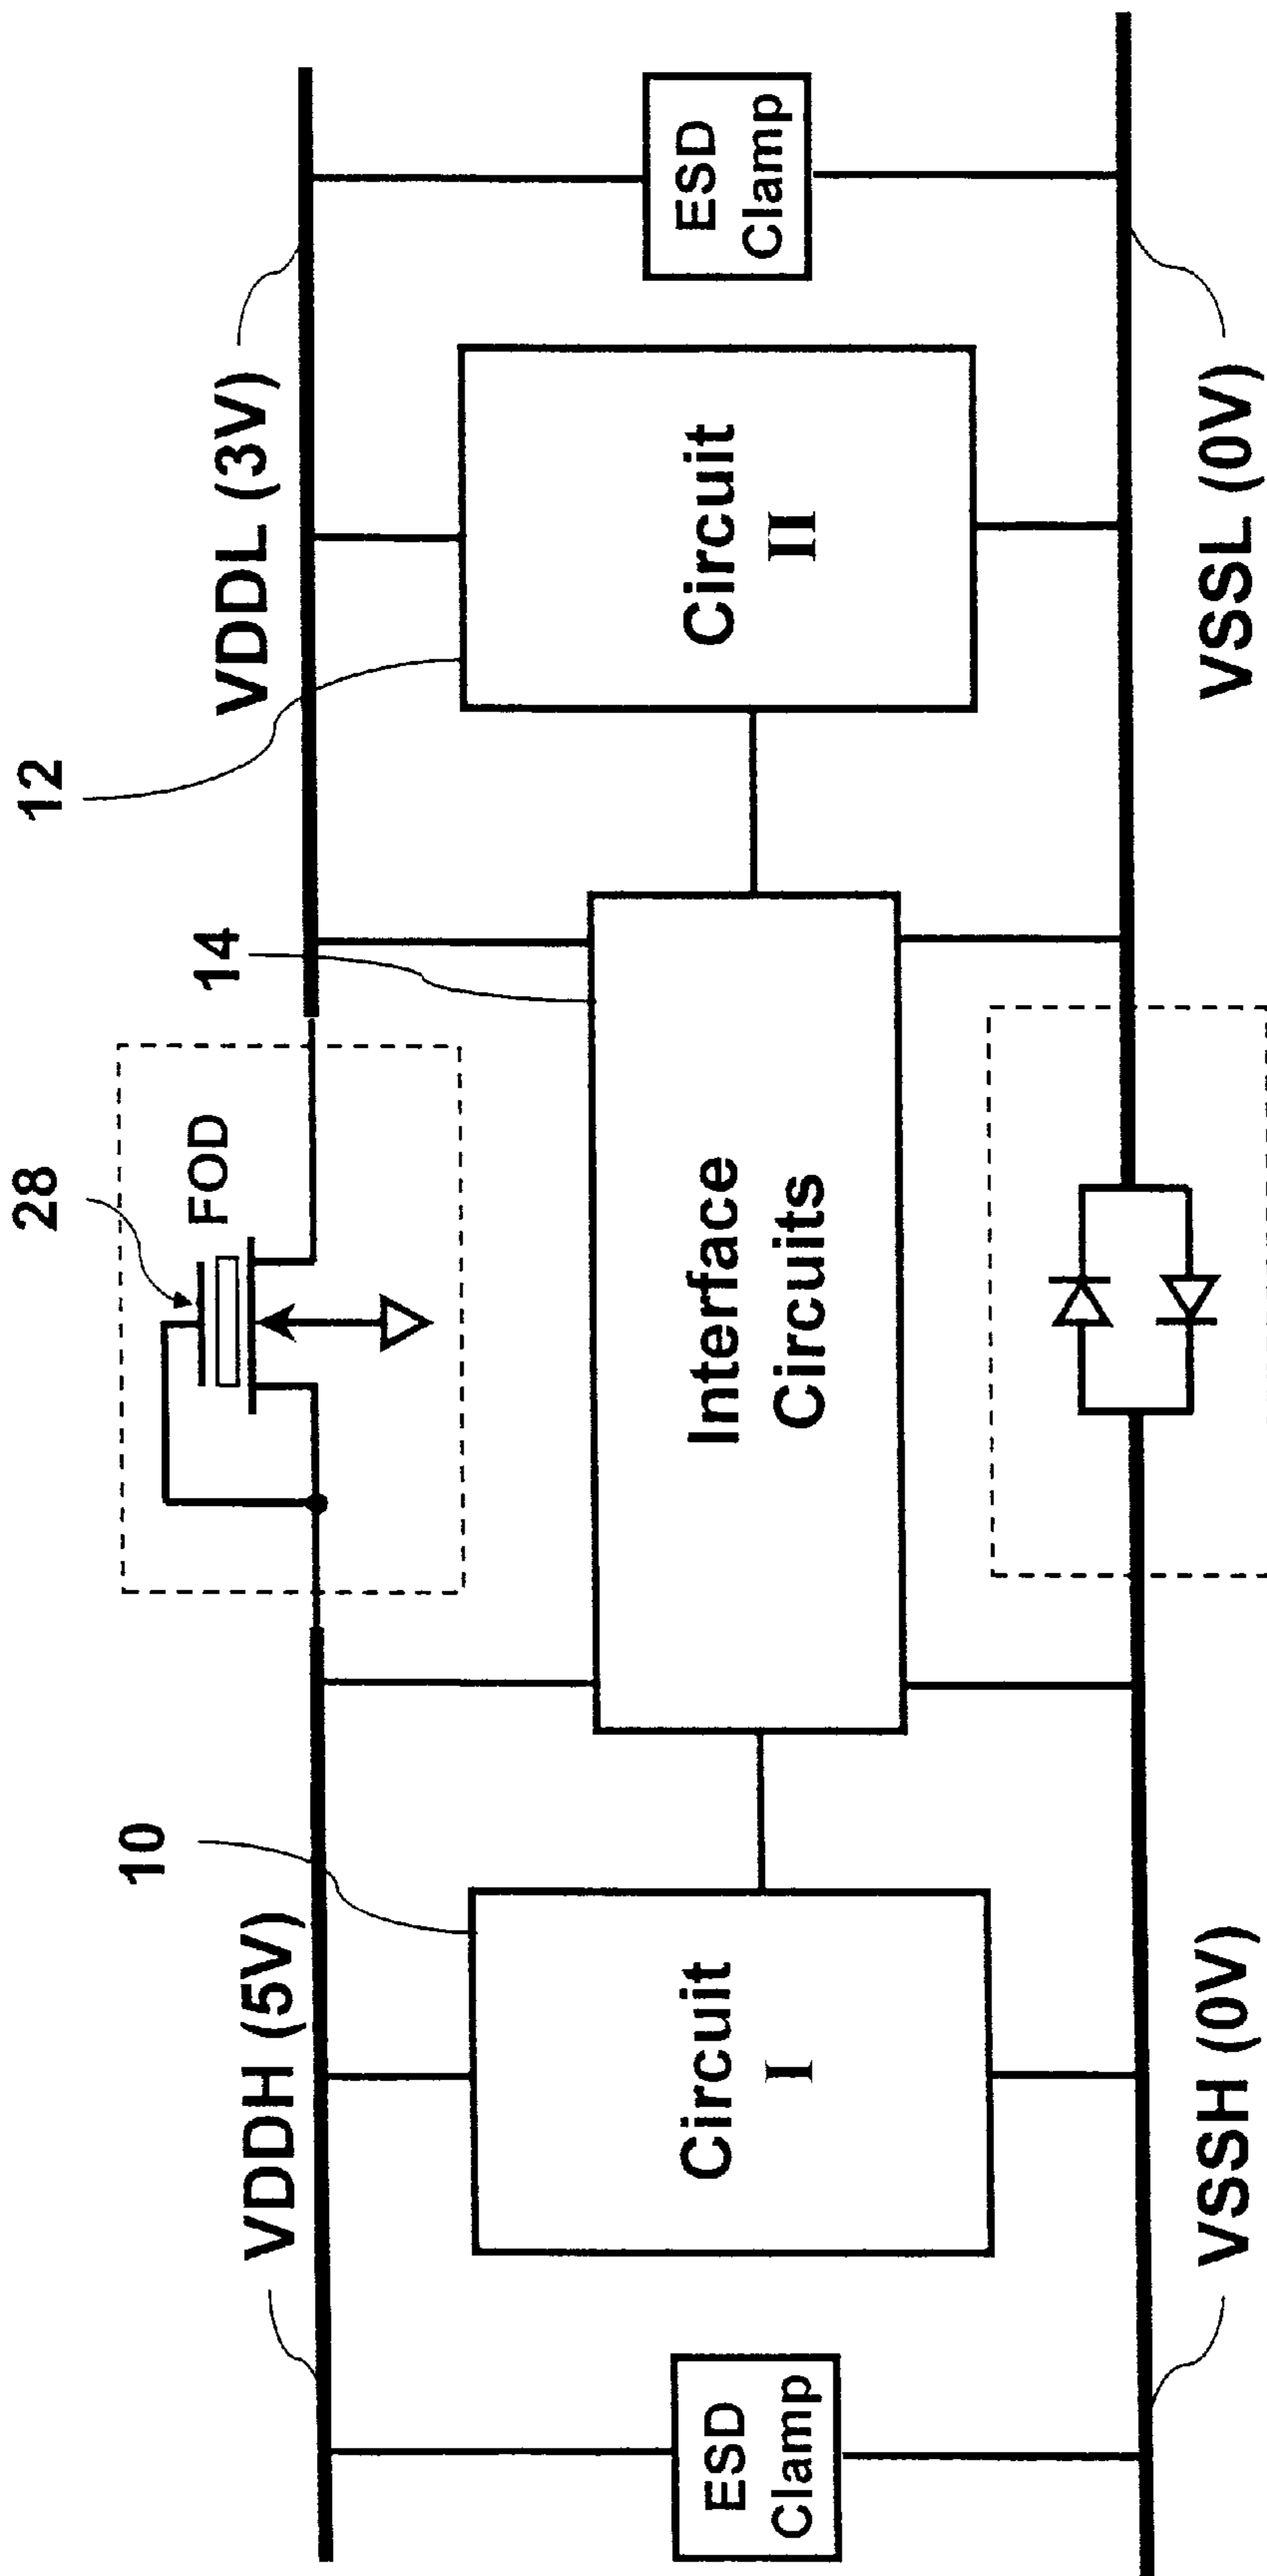 28
FOD
12
14
10
VDDH (5V)
VDDL (3V)
ESD
Clamp
Circuit
I
Interface
Circuits
Circuit
II
ESD
Clamp
VSSH (0V)
VSSL (0V)